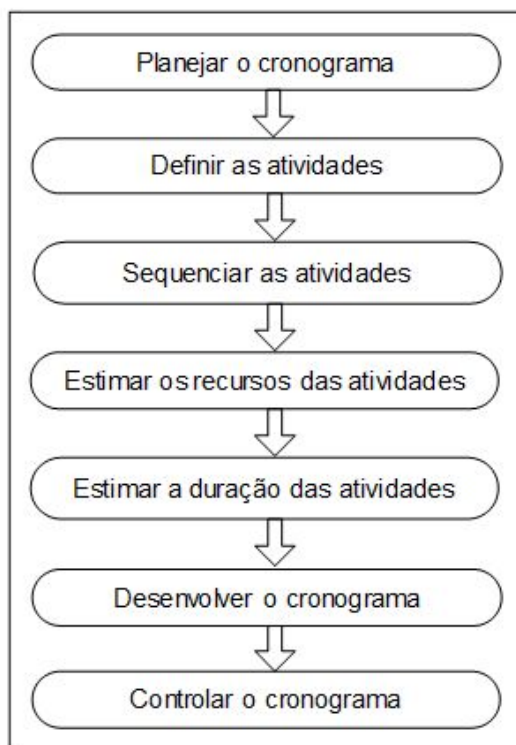 Planejar o cronograma
Definir as atividades
Sequenciar as atividades
Estimar os recursos das atividades
Estimar a duração das atividades
Desenvolver o cronograma
Controlar o cronograma